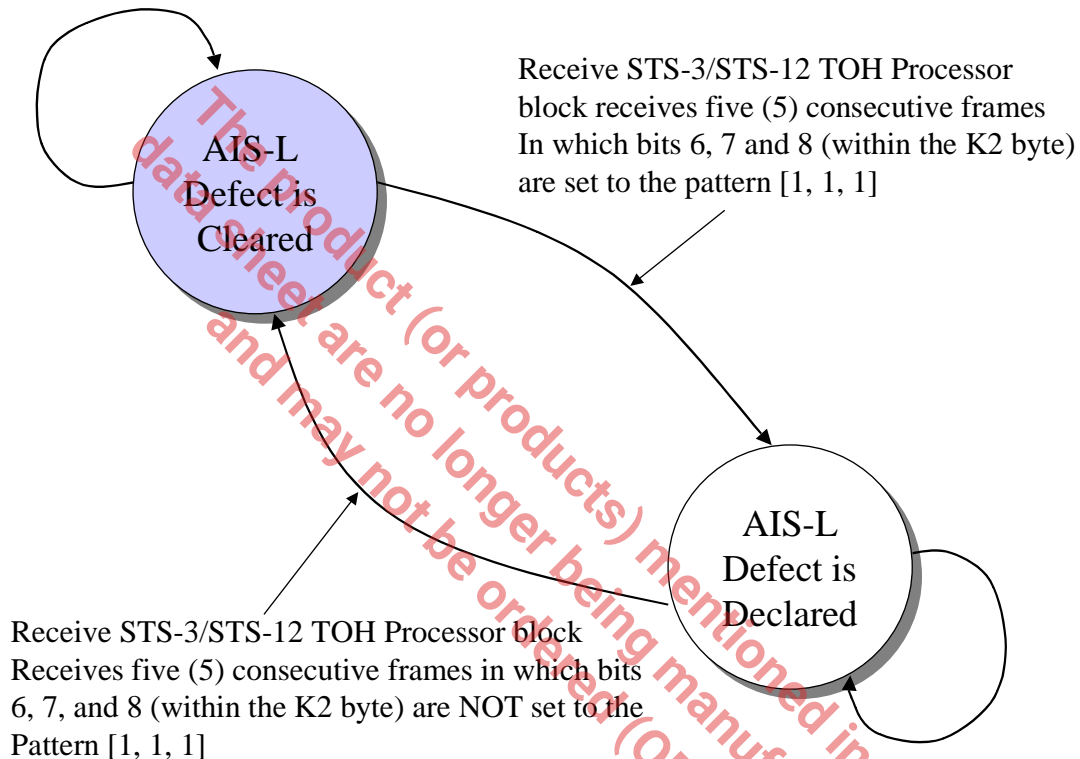 Receive STS-3/STS-12 TOH Processor
block receives five (5) consecutive frames
In which bits 6, 7 and 8 (within the K2 byte)
are set to the pattern [1, 1, 1]
AIS-L
Defect is
Cleared
AIS-L
Defect is
Declared
Receive STS-3/STS-12 TOH Processor block
Receives five (5) consecutive frames in which bits
6, 7, and 8 (within the K2 byte) are NOT set to the
Pattern [1, 1, 1]
The product (or products) mentioned in
data sheet are no longer being manuf
and may not be ordered (O